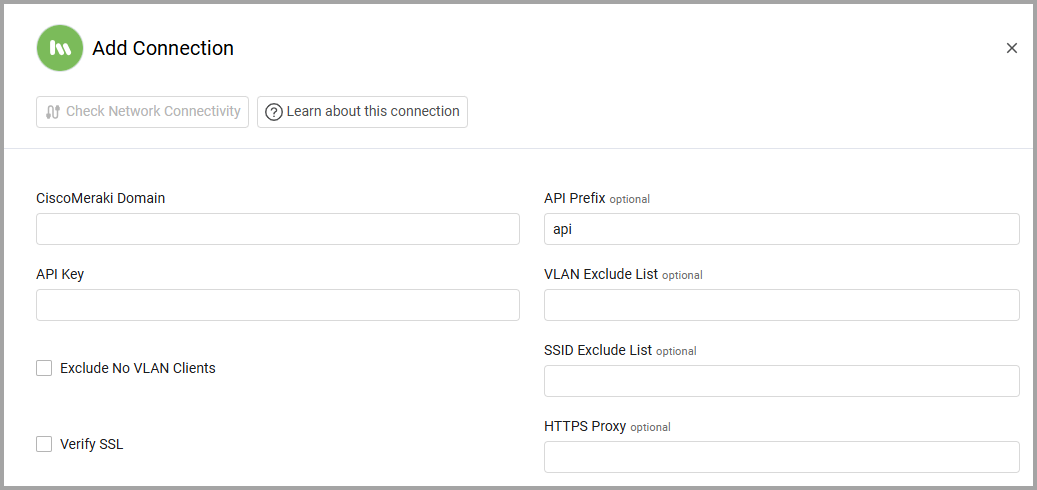 Add Connection
Check Network Connectivity
Learn about this connection
CiscoMeraki Domain
API Prefix optional
api
API Key
VLAN Exclude List optional
Exclude No VLAN Clients
SSID Exclude List optional
Verify SSL
HTTPS Proxy optional